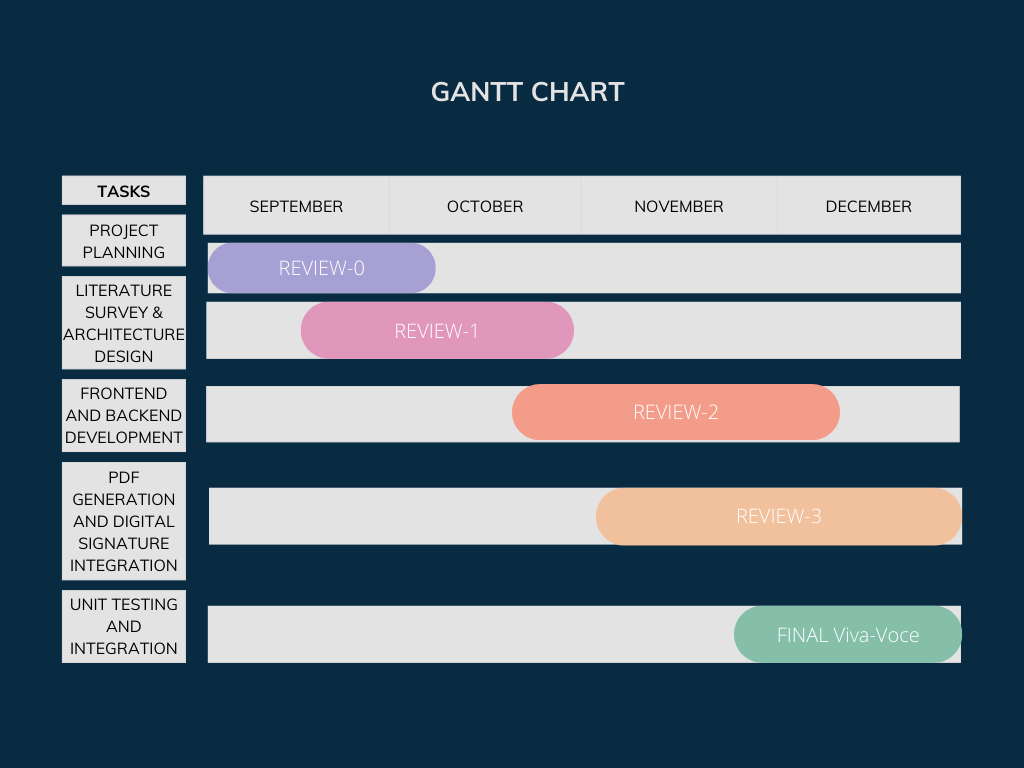 GANTT CHART
TASKS
SEPTEMBER
OCTOBER
NOVEMBER
DECEMBER
PROJECT
PLANNING
REVIEW-0
LITERATURE
SURVEY &
ARCHITECTURE
DESIGN
REVIEW-1
FRONTEND
AND BACKEND
DEVELOPMENT
REVIEW-2
PDF
GENERATION
AND DIGITAL
SIGNATURE
INTEGRATION
REVIEW-3
UNIT TESTING
AND
INTEGRATION
FINAL Viva-Voce